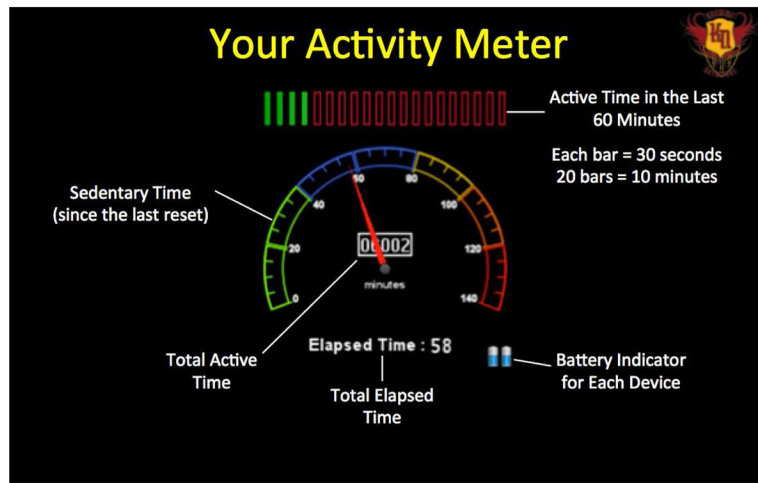 Your Activity Meter
KΠ
Active Time in the Last
60 Minutes
Each bar = 30 seconds
20 bars = 10 minutes
Sedentary Time
(since the last reset)
0
20
40
60
80
100
120
140
06002
minutes
Elapsed Time : 58
Total Active
Time
Total Elapsed
Time
Battery Indicator
for Each Device